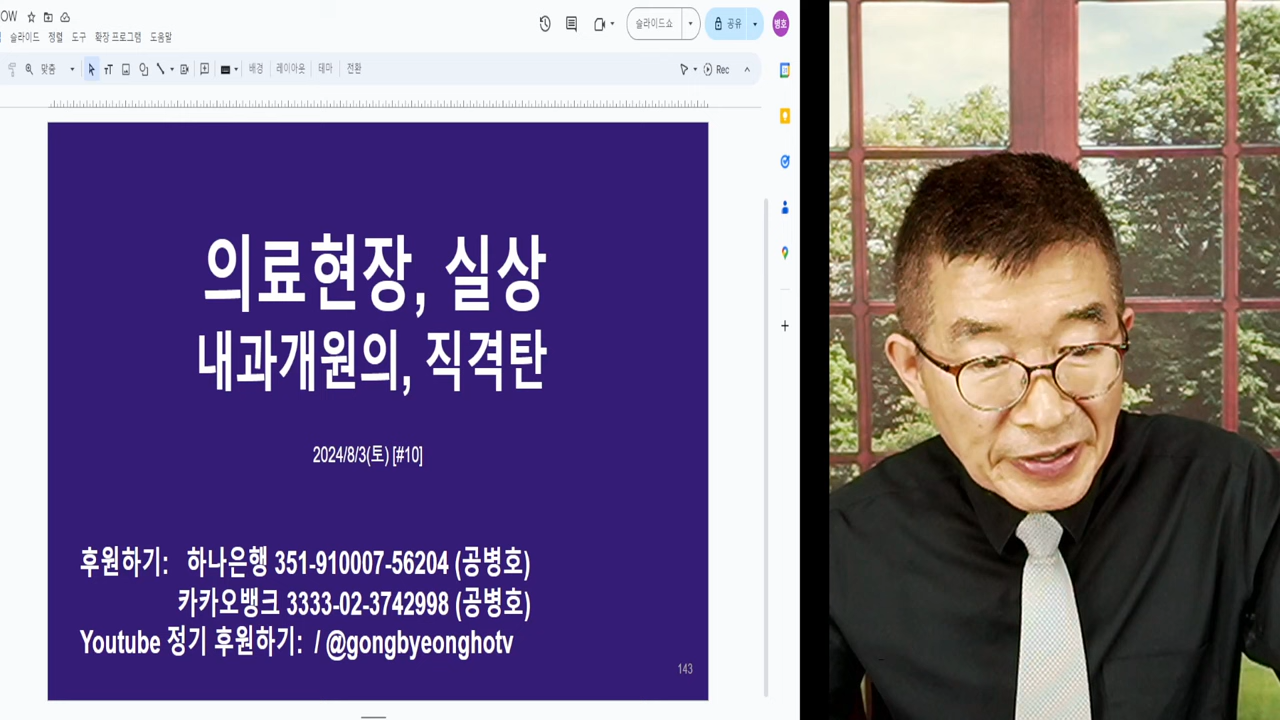 OW
슬라이드 정렬 도구 확장 프로그램 도움말
슬라이드쇼
공유
병호
맞춤
배경 레이아웃 테마 전환
Rec
의료현장, 실상
내과개원의, 직격탄
2024/8/3(토) [#10]
후원하기: 하나은행 351-910007-56204 (공병호)
카카오뱅크 3333-02-3742998 (공병호)
Youtube 정기 후원하기: / @gongbyeonghotv
143